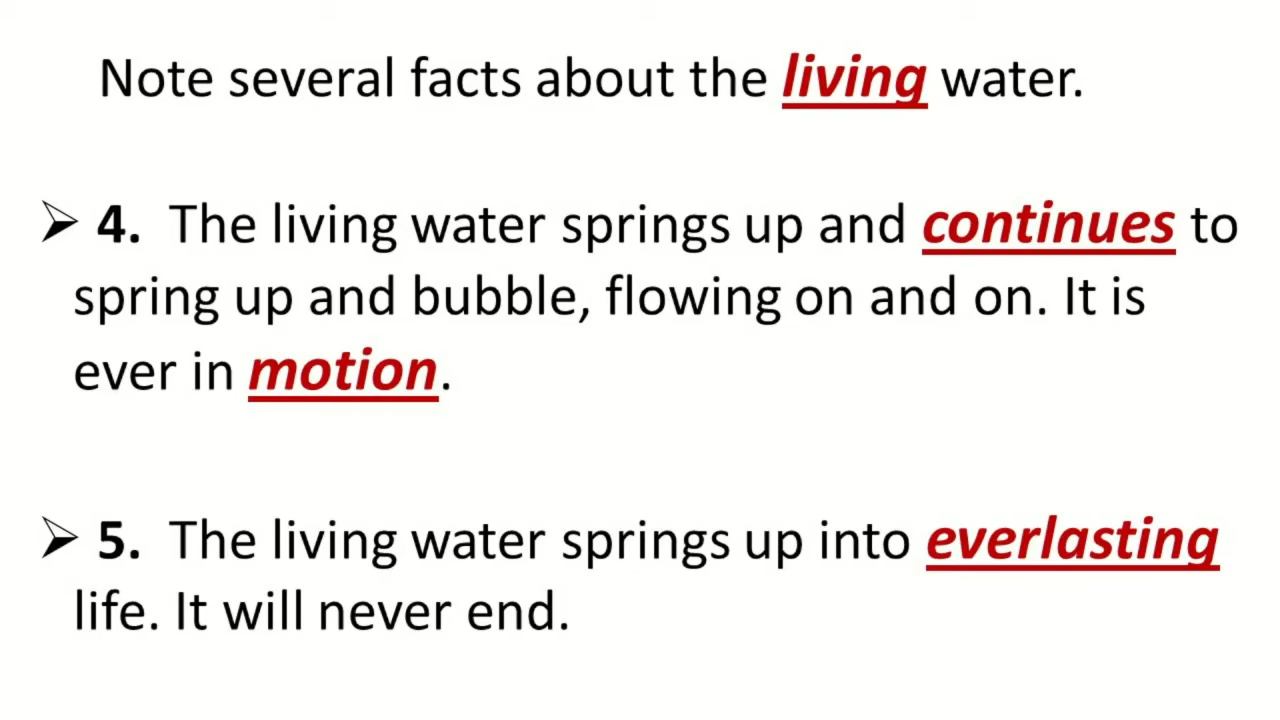 Note several facts about the living water.
➢ 4. The living water springs up and continues to
spring up and bubble, flowing on and on. It is
ever in motion.
➢ 5. The living water springs up into everlasting
life. It will never end.